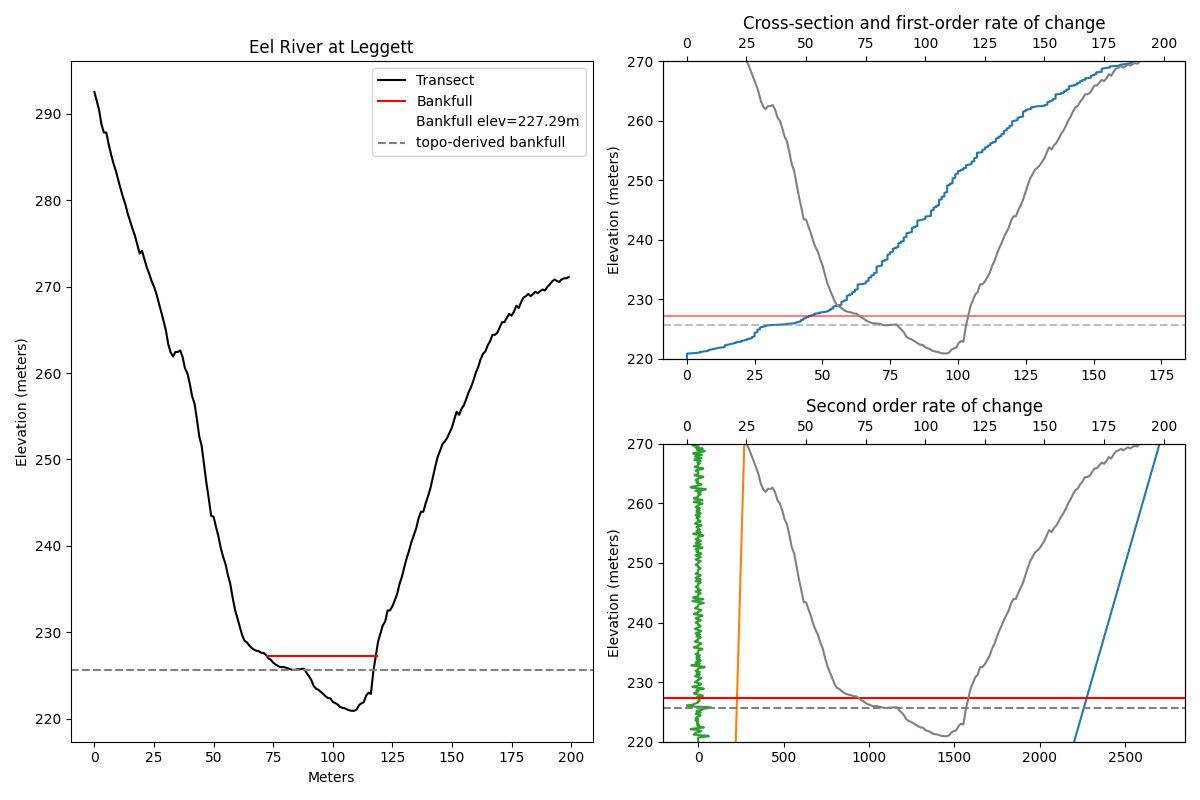 Eel River at Leggett
Transect
Bankfull
Bankfull elev=227.29m
topo-derived bankfull
Elevation (meters)
290
280
270
260
250
240
230
220
0 25 50 75 100 125 150 175 200
Meters
Cross-section and first-order rate of change
0 25 50 75 100 125 150 175 200
Elevation (meters)
270
260
250
240
230
220
0 25 50 75 100 125 150 175
Second order rate of change
0 25 50 75 100 125 150 175 200
Elevation (meters)
270
260
250
240
230
220
0 500 1000 1500 2000 2500